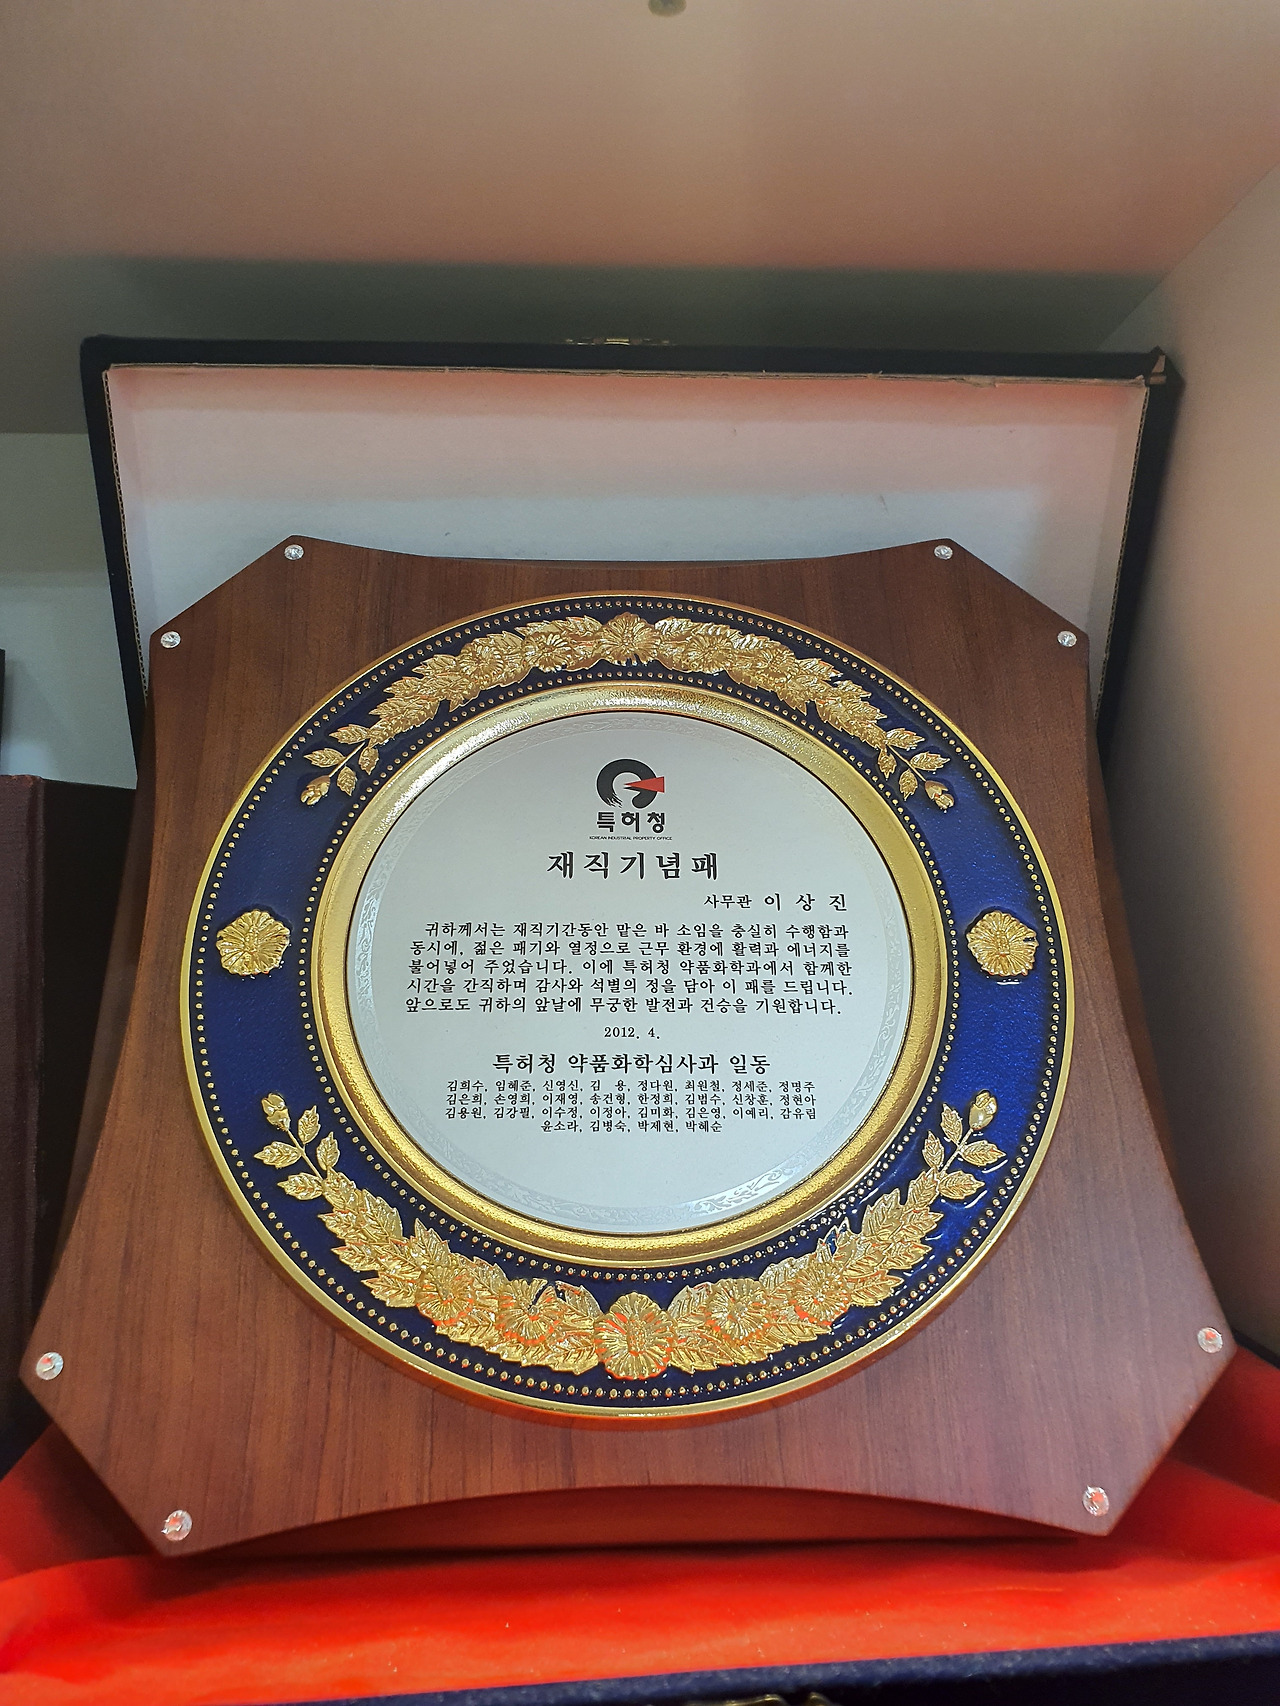 특허청
KOREAN INDUSTRIAL PROPERTY OFFICE
재직기념패
사무관 이 상 진
귀하께서는 재직기간동안 맡은 바 소임을 충실히 수행함과
동시에, 젊은 패기와 열정으로 근무 환경에 활력과 에너지를
불어넣어 주었습니다. 이에 특허청 약품화학과에서 함께한
시간을 간직하며 감사와 석별의 정을 담아 이 패를 드립니다.
앞으로도 귀하의 앞날에 무궁한 발전과 건승을 기원합니다.
2012. 4.
특허청 약품화학심사과 일동
김희수, 임혜준, 신영신, 김 용, 정다원, 최원철, 정세준, 정명주
김은희, 손영희, 이재영, 송건형, 한정희, 김범수, 신창훈, 정현아
김용원, 김강필, 이수정, 이정아, 김미화, 김은영, 이예리, 감유림
윤소라, 김병숙, 박제현, 박혜순